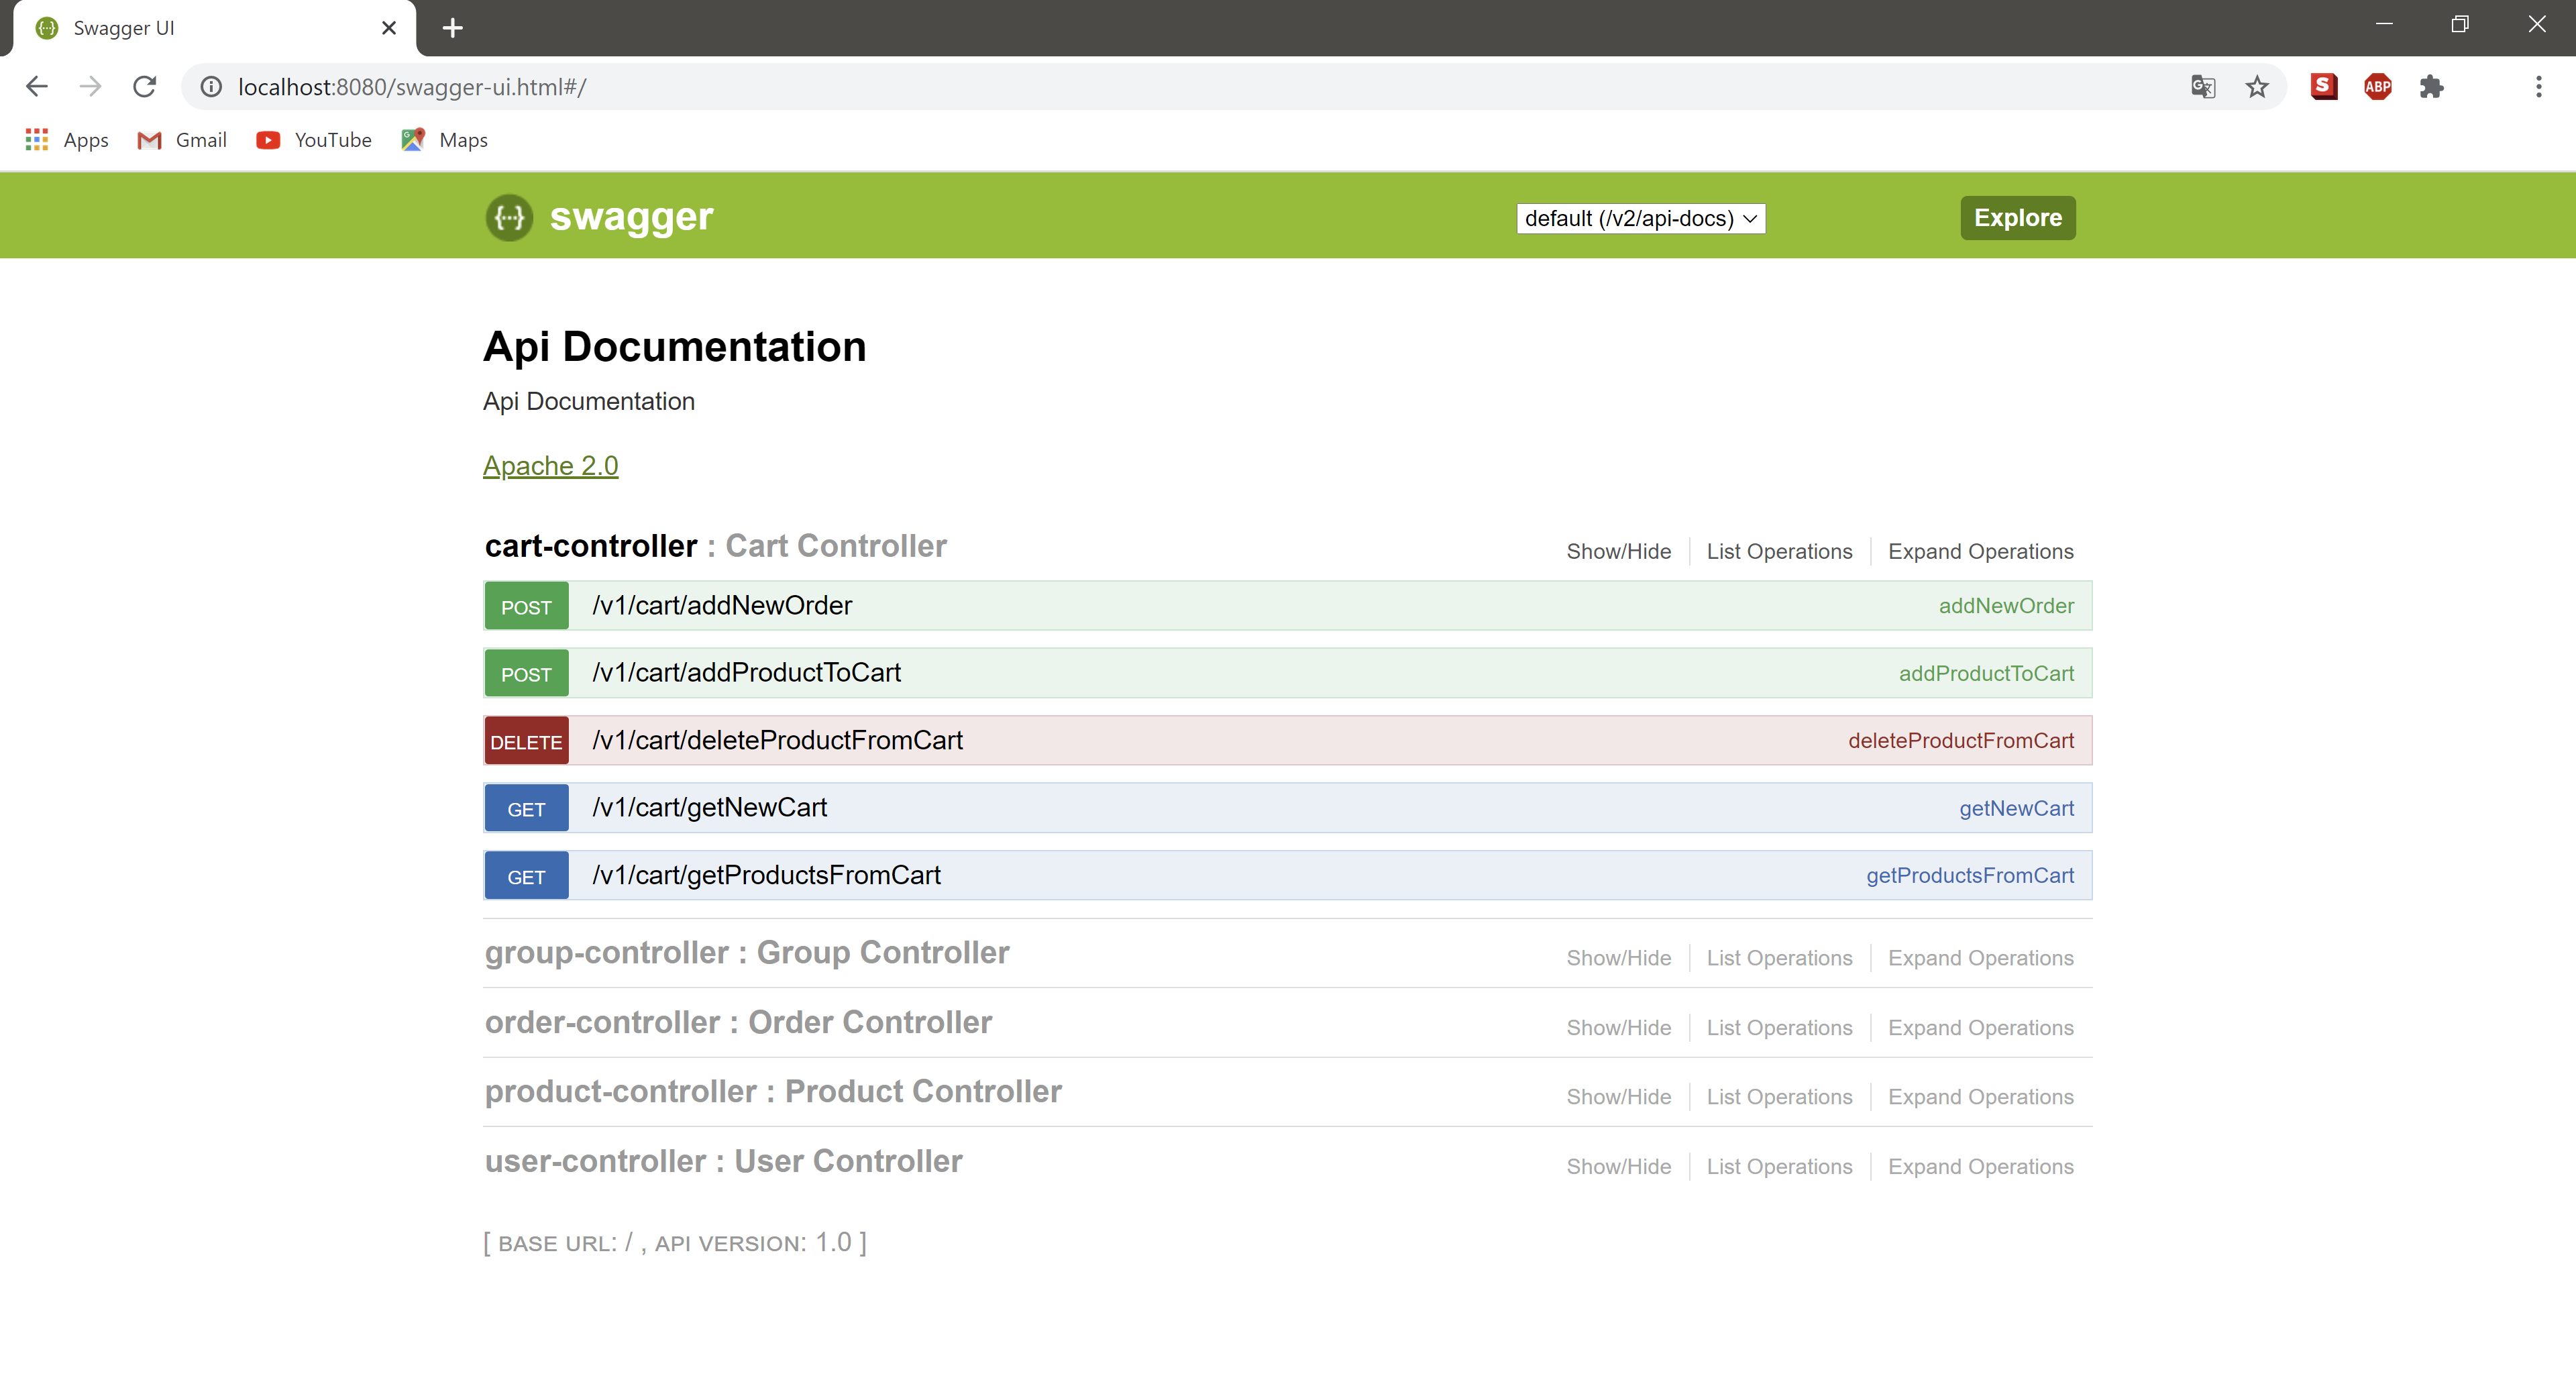 Swagger UI
localhost:8080/swagger-ui.html#/
ABP
Apps Gmail YouTube Maps
swagger default (/v2/api-docs) Explore
Api Documentation
Api Documentation
Apache 2.0
cart-controller : Cart Controller Show/Hide List Operations Expand Operations
POST /v1/cart/addNewOrder addNewOrder
POST /v1/cart/addProductToCart addProductToCart
DELETE /v1/cart/deleteProductFromCart deleteProductFromCart
GET /v1/cart/getNewCart getNewCart
GET /v1/cart/getProductsFromCart getProductsFromCart
group-controller : Group Controller Show/Hide List Operations Expand Operations
order-controller : Order Controller Show/Hide List Operations Expand Operations
product-controller : Product Controller Show/Hide List Operations Expand Operations
user-controller : User Controller Show/Hide List Operations Expand Operations
[ BASE URL: / , API VERSION: 1.0 ]